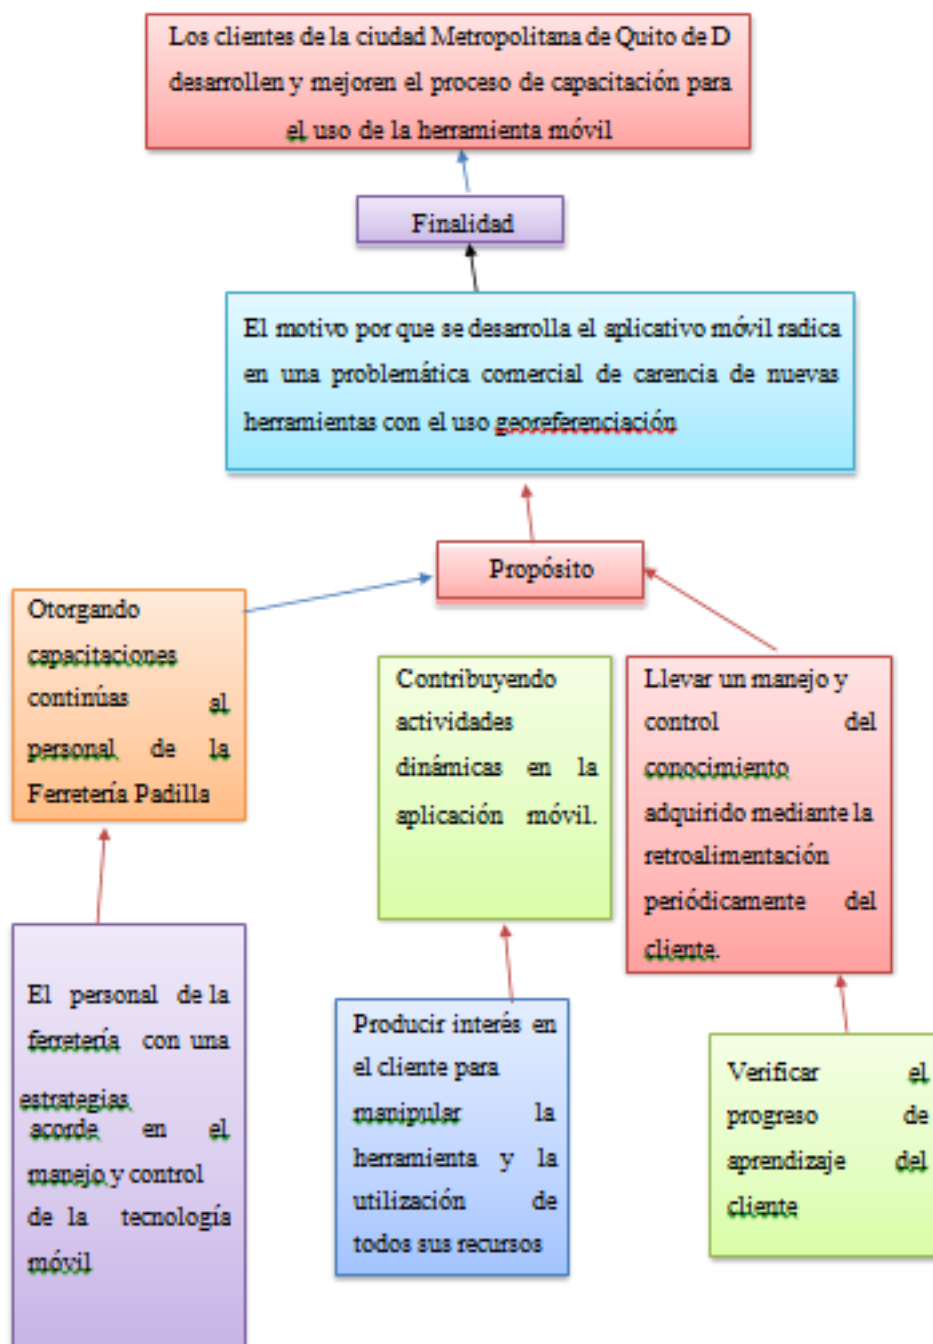 Los clientes de la ciudad Metropolitana de Quito de D
desarrollen y mejoren el proceso de capacitación para
el uso de la herramienta móvil
Finalidad
El motivo por que se desarrolla el aplicativo móvil radica
en una problemática comercial de carencia de nuevas
herramientas con el uso georeferenciación
Propósito
Otorgando
capacitaciones
continúas al
personal de la
Ferretería Padilla
Contribuyendo
actividades
dinámicas en la
aplicación móvil.
Llevar un manejo y
control del
conocimiento
adquirido mediante la
retroalimentación
periódicamente del
cliente.
El personal de la
ferretería con una
estrategias
acorde en el
manejo y control
de la tecnología
móvil
Producir interés en
el cliente para
manipular la
herramienta y la
utilización de
todos sus recursos
Verificar el
progreso de
aprendizaje del
cliente